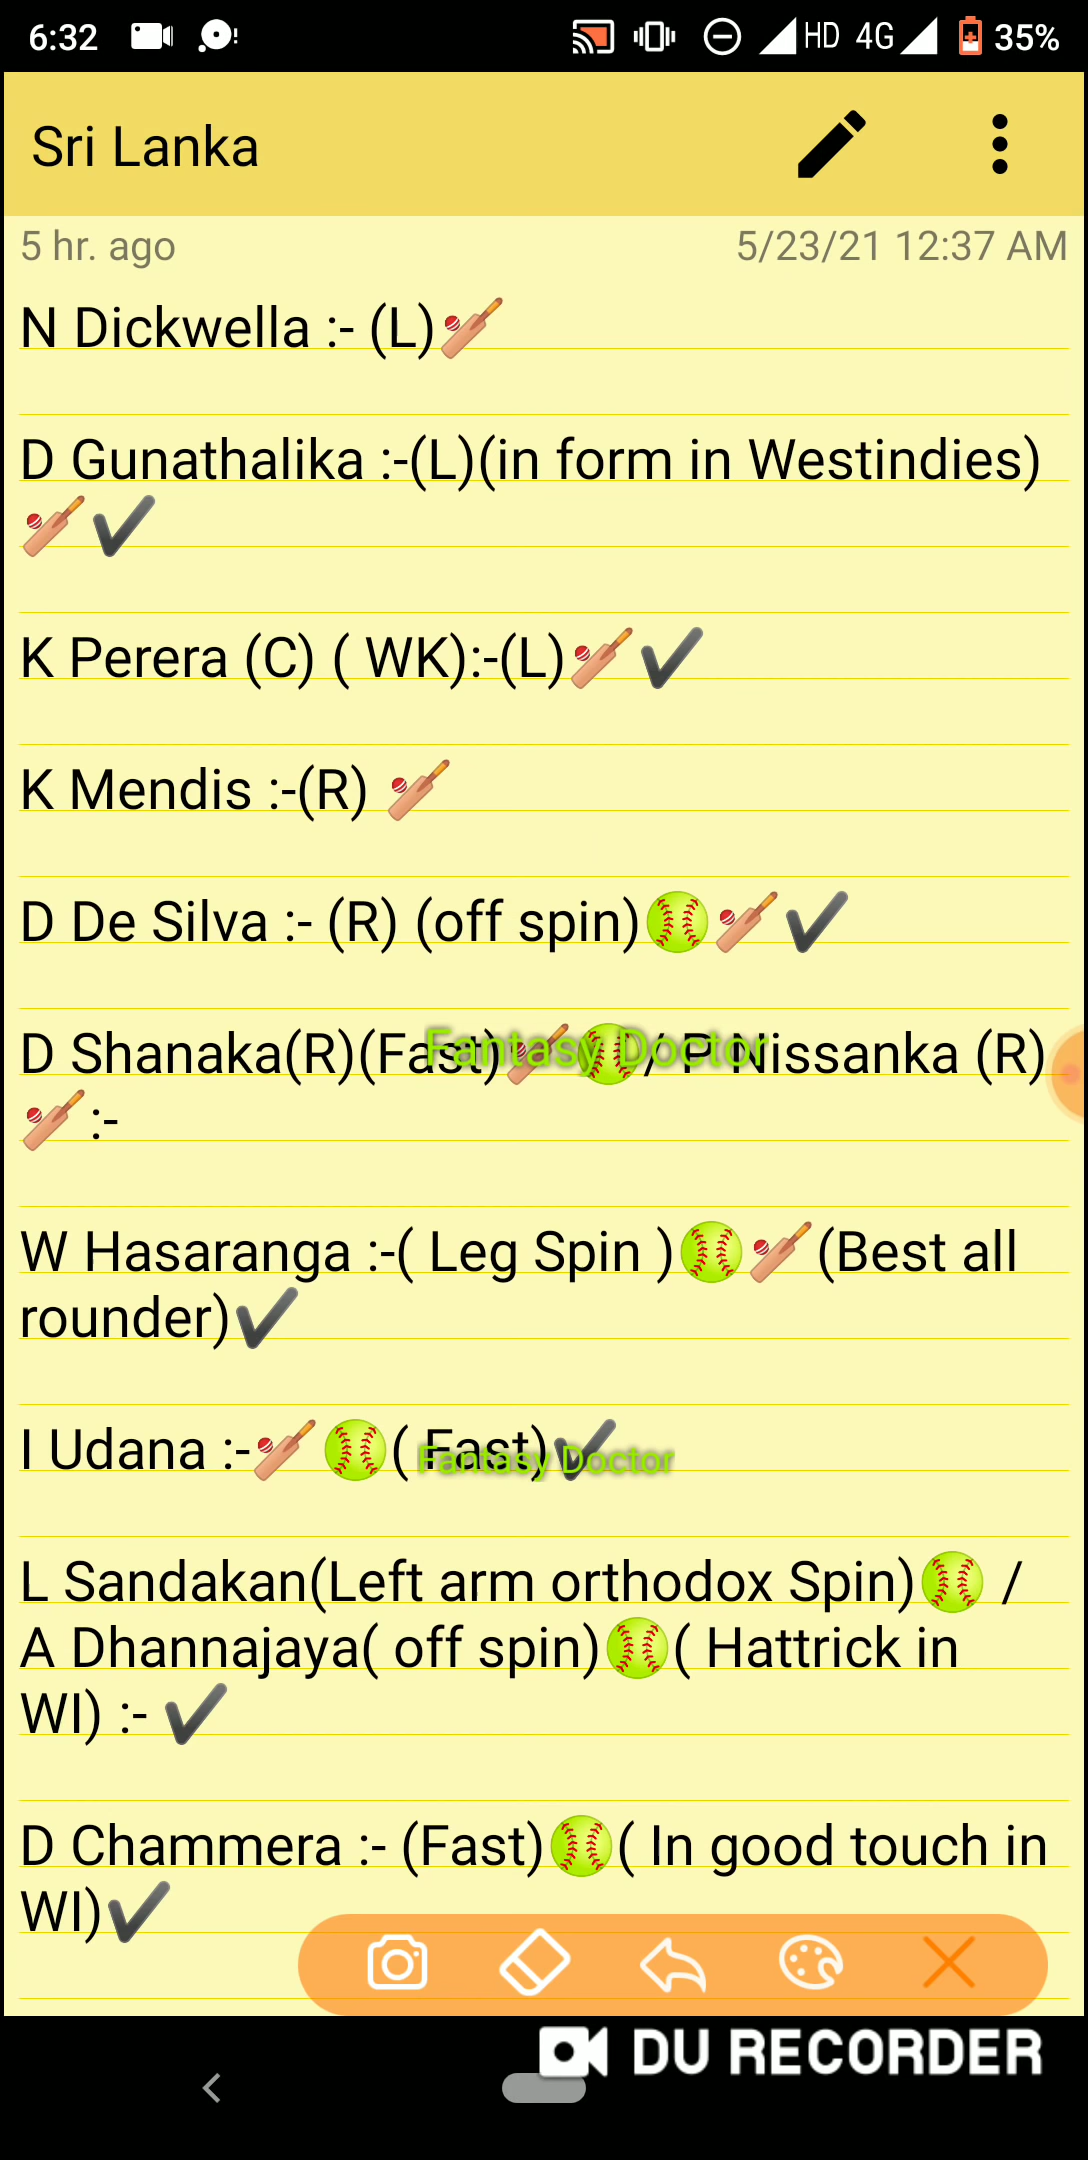 6:32 HD 4G 35%
Sri Lanka
5 hr. ago 5/23/21 12:37 AM
N Dickwella :- (L)🏏
D Gunathalika :-(L)(in form in Westindies)
🏏✔
K Perera (C) ( WK):-(L)🏏✔
K Mendis :-(R) 🏏
D De Silva :- (R) (off spin)🥎🏏✔
D Shanaka(R)(Fast)🏏🥎/ P Nissanka (R)
Fantasy Doctor
🏏 :-
W Hasaranga :-( Leg Spin )🥎🏏(Best all
rounder)✔
I Udana :-🏏🥎( Fast)✔
Fantasy Doctor
L Sandakan(Left arm orthodox Spin)🥎 /
A Dhannajaya( off spin)🥎( Hattrick in
WI) :- ✔
D Chammera :- (Fast)🥎( In good touch in
WI)✔
DU RECORDER